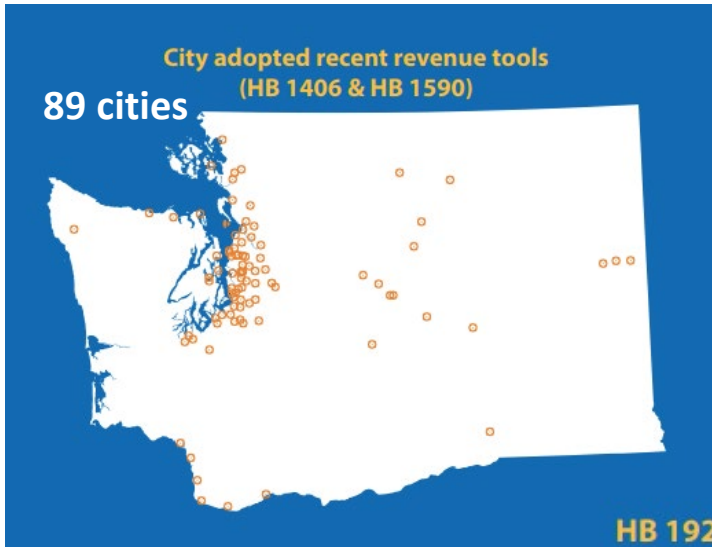 City adopted recent revenue tools
(HB 1406 & HB 1590)
89 cities
HB 192